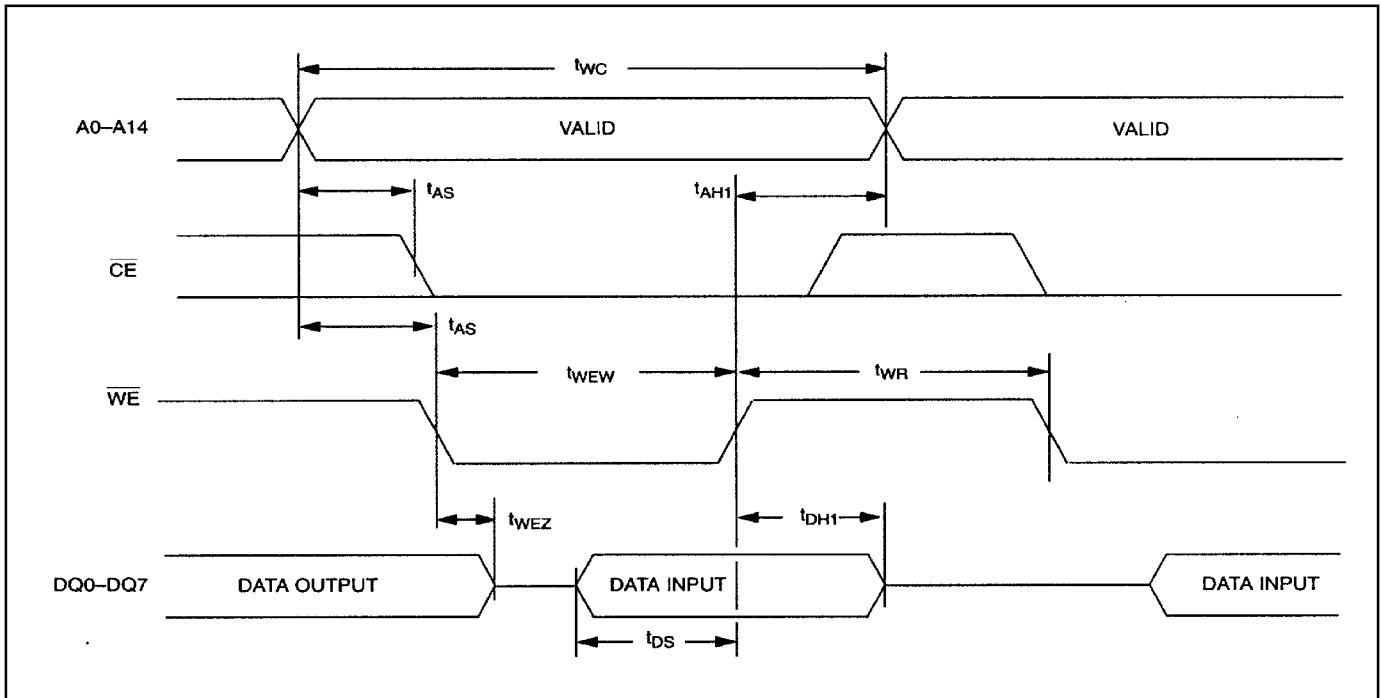 tWC
A0–A14 VALID VALID
tAS tAH1
CE
tAS
tWEW tWR
WE
tWEZ tDH1
DQ0–DQ7 DATA OUTPUT DATA INPUT DATA INPUT
tDS